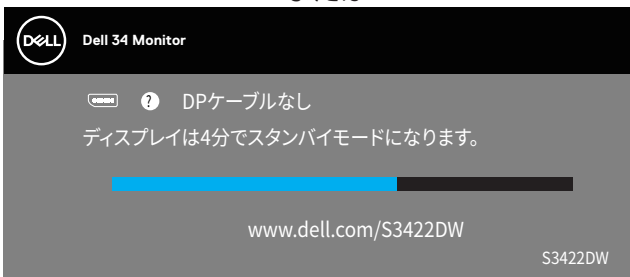 DELL
Dell 34 Monitor
? DPケーブルなし
ディスプレイは4分でスタンバイモードになります。
www.dell.com/S3422DW
S3422DW